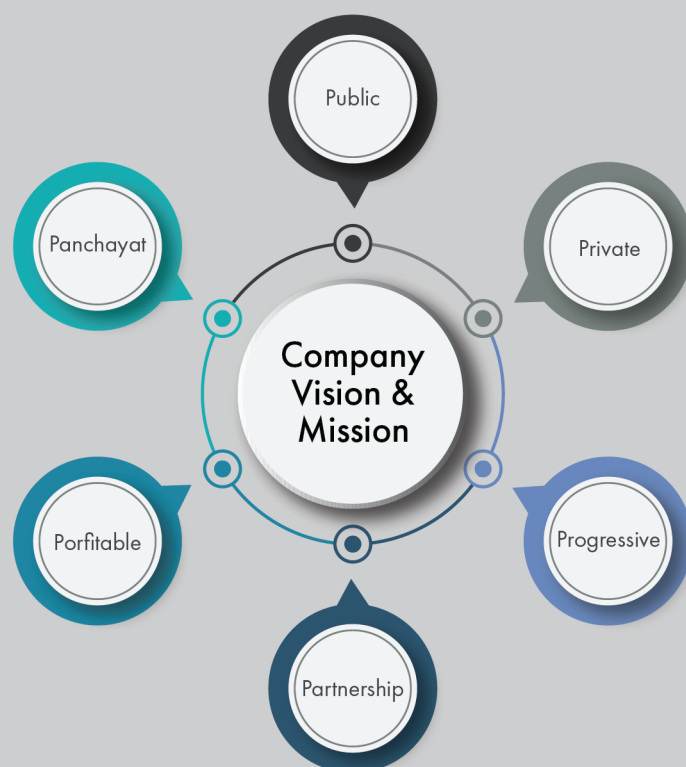 Public
Panchayat
Private
Company
Vision &
Mission
Porfitable
Progressive
Partnership